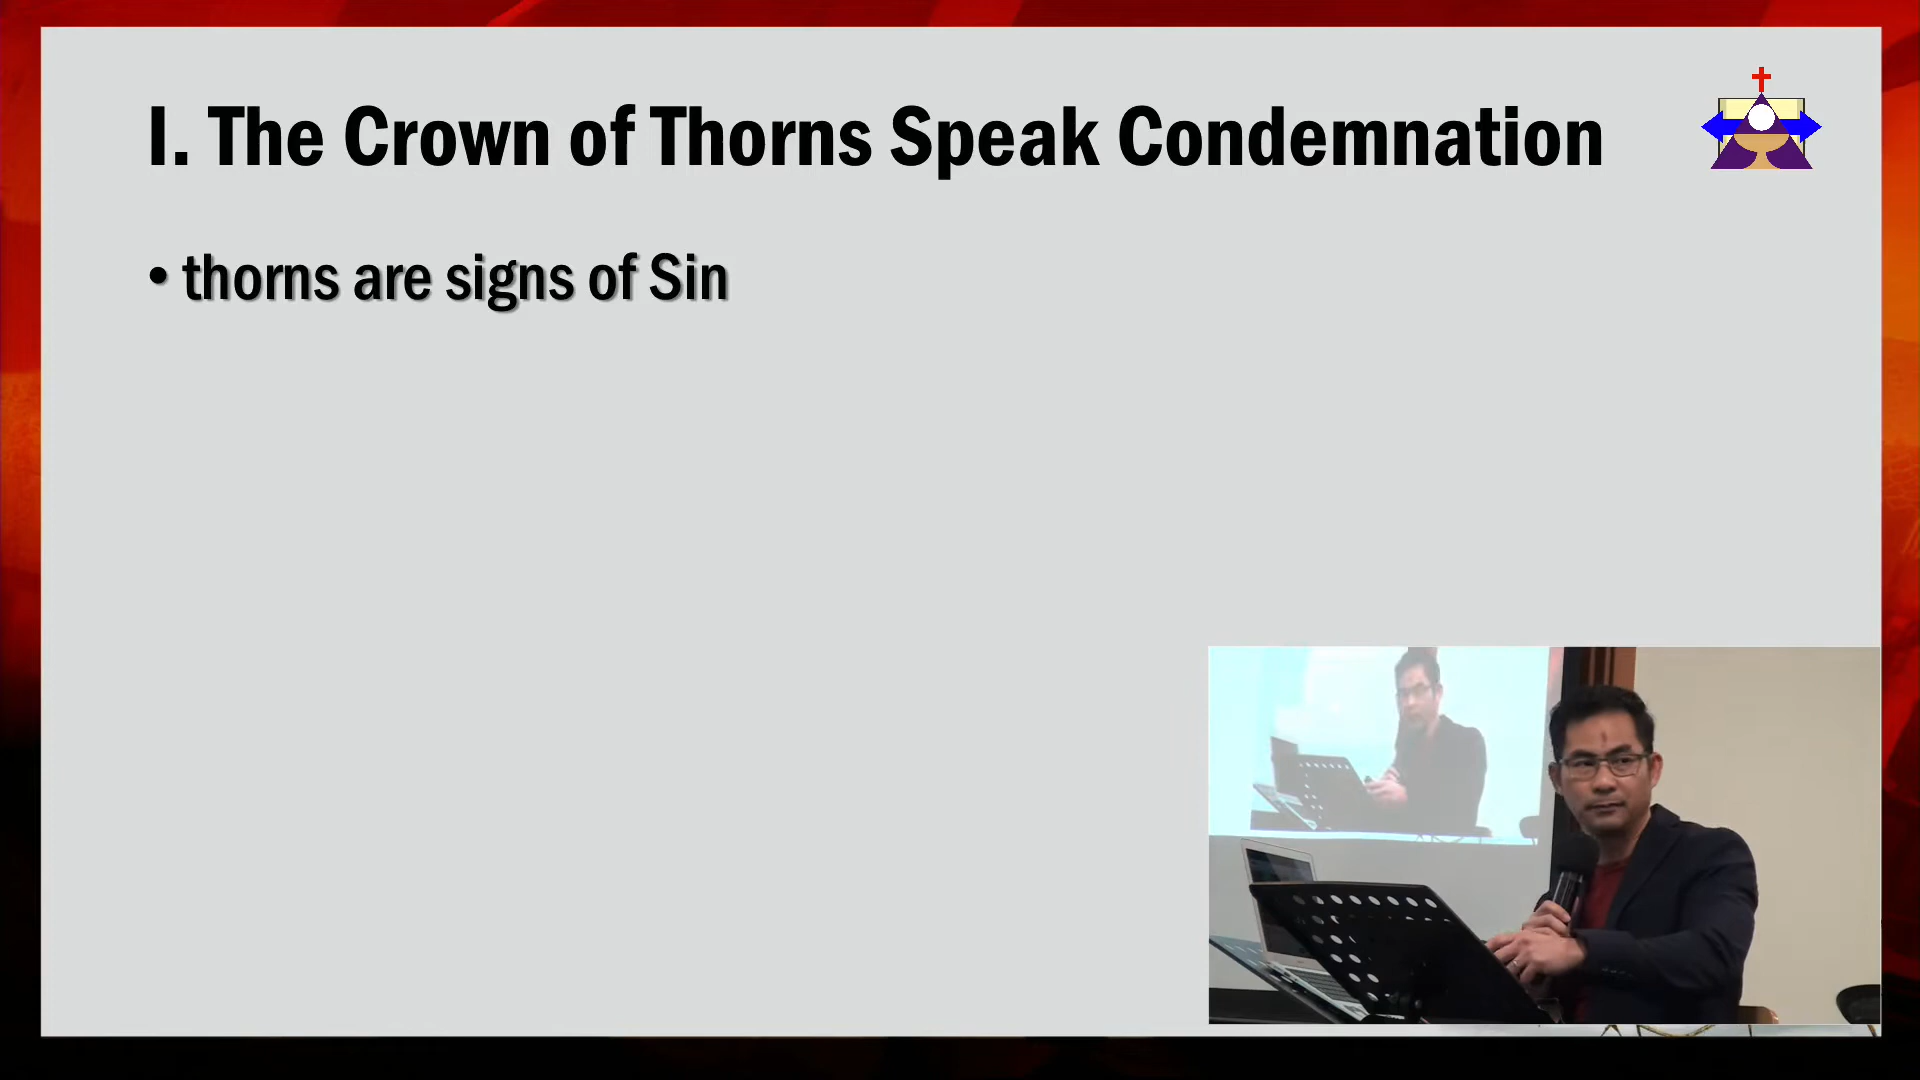 I. The Crown of Thorns Speak Condemnation
• thorns are signs of Sin